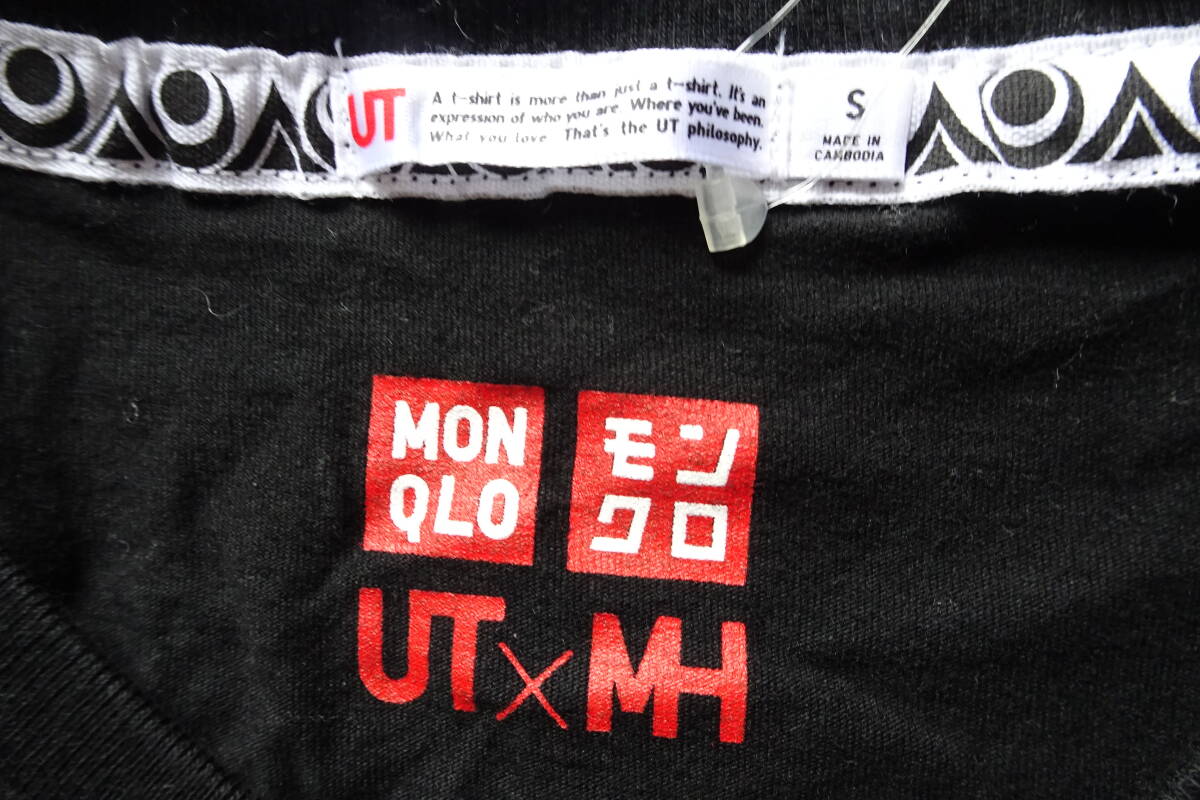 UT
A t-shirt is more than just a t-shirt. It's an
expression of who you are. Where you've been.
What you love. That's the UT philosophy.
S
MADE IN
CAMBODIA
MON
QLO
モン
クロ
UT×MH